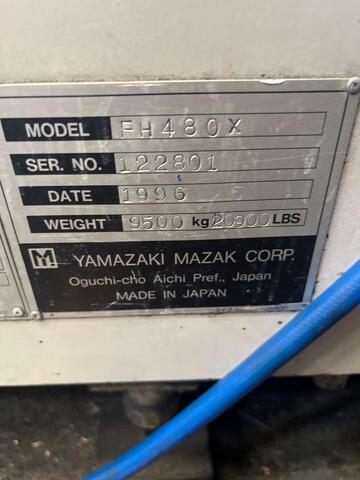 MODEL FH480X
SER. NO. 122801
DATE 1996
WEIGHT 9500 kg 20900 LBS
M YAMAZAKI MAZAK CORP.
Oguchi-cho Aichi Pref., Japan
MADE IN JAPAN